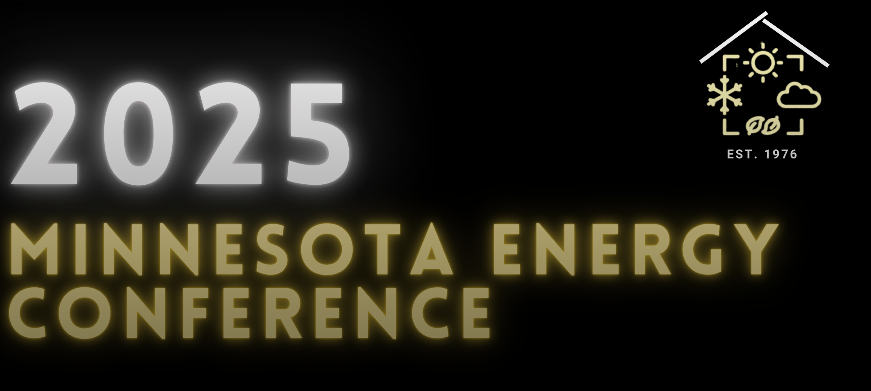 2025
EST. 1976
MINNESOTA ENERGY
CONFERENCE